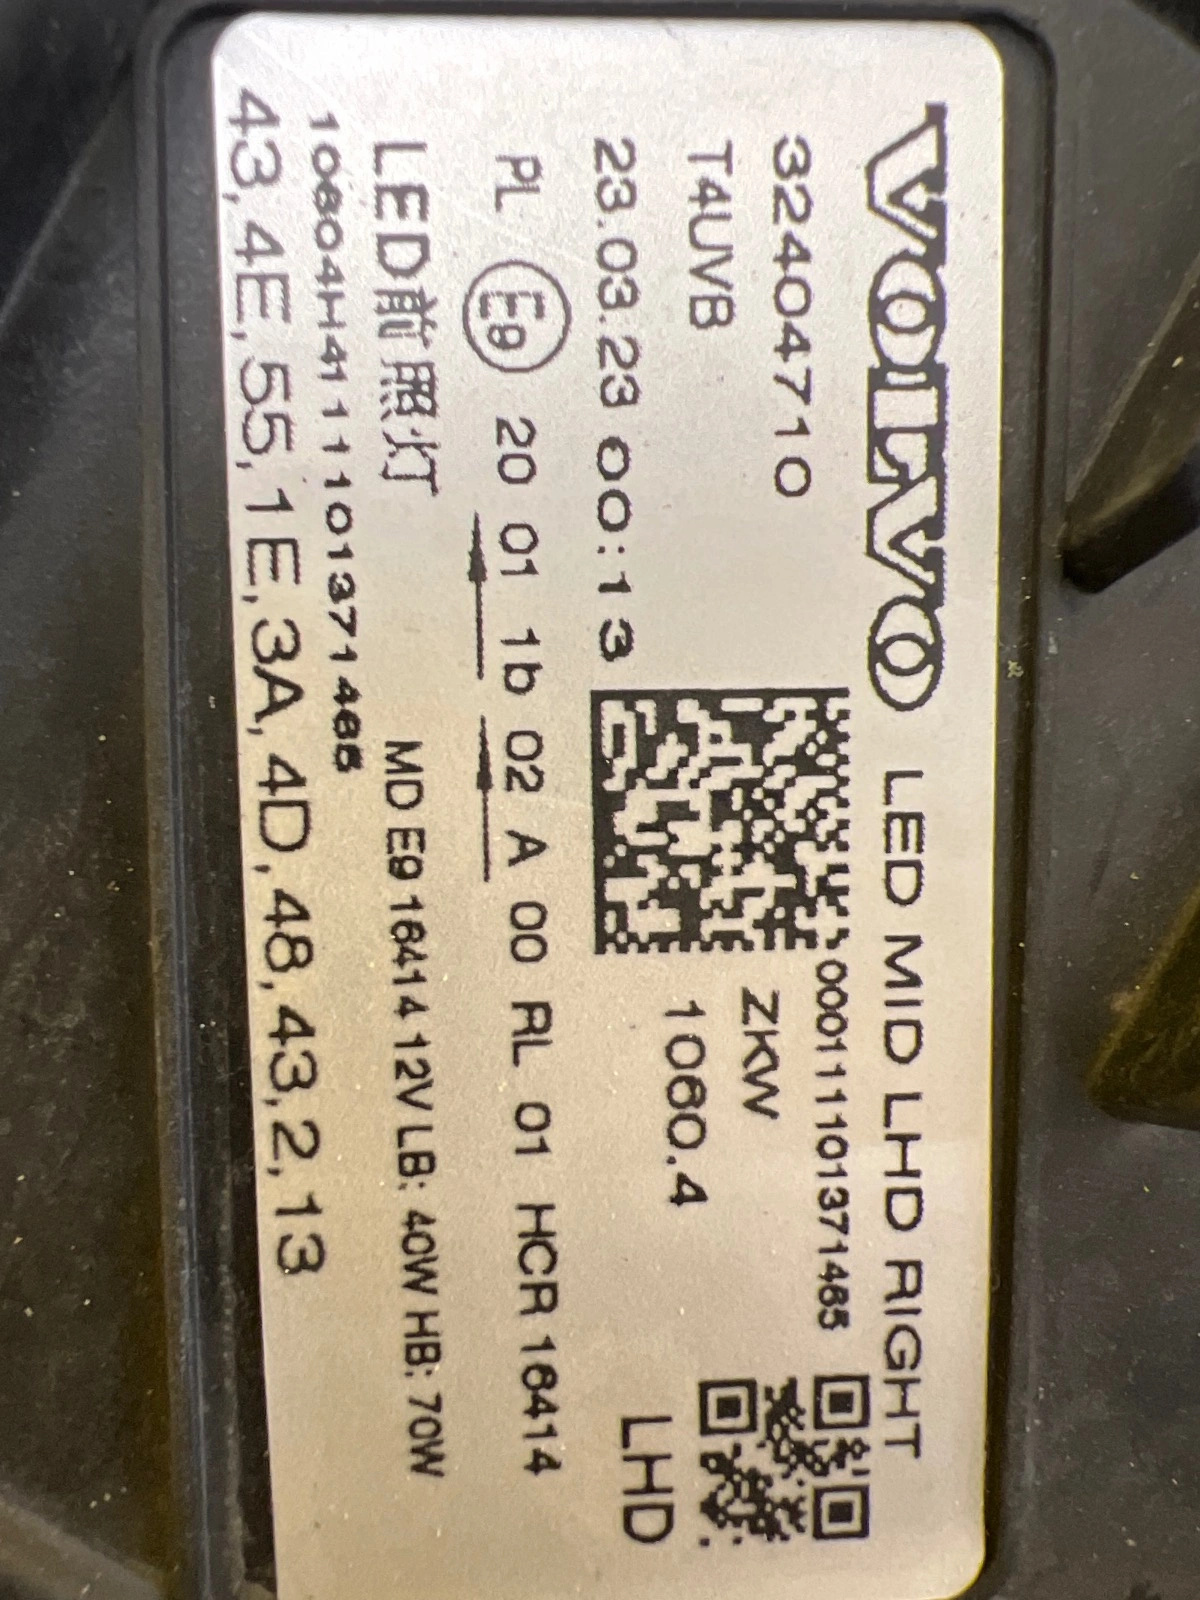 VOLVO LED MID LHD RIGHT
32404710
000111101371465
T4UVB
ZKW
23.03.23 00:13
1060.4
LHD
PL E9 20 01 1b 02 A 00 RL 01 HCR 16414
LED前照灯 MD E9 16414 12V LB: 40W HB: 70W
10604H4111101371465
43,4E,55,1E,3A,4D,48,43,2,13